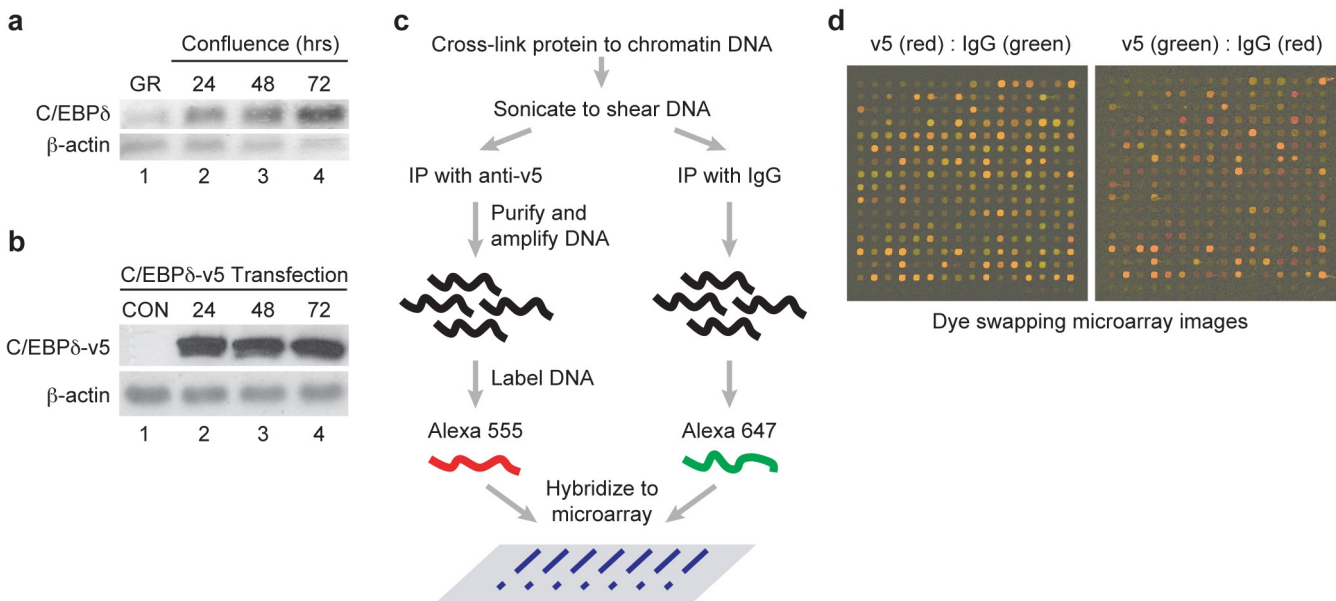 a
Confluence (hrs)
GR 24 48 72
C/EBPδ
β-actin
1 2 3 4
b
C/EBPδ-v5 Transfection
CON 24 48 72
C/EBPδ-v5
β-actin
1 2 3 4
c
Cross-link protein to chromatin DNA
Sonicate to shear DNA
IP with anti-v5 IP with IgG
Purify and
amplify DNA
Label DNA
Alexa 555 Alexa 647
Hybridize to
microarray
d
v5 (red) : IgG (green) v5 (green) : IgG (red)
Dye swapping microarray images